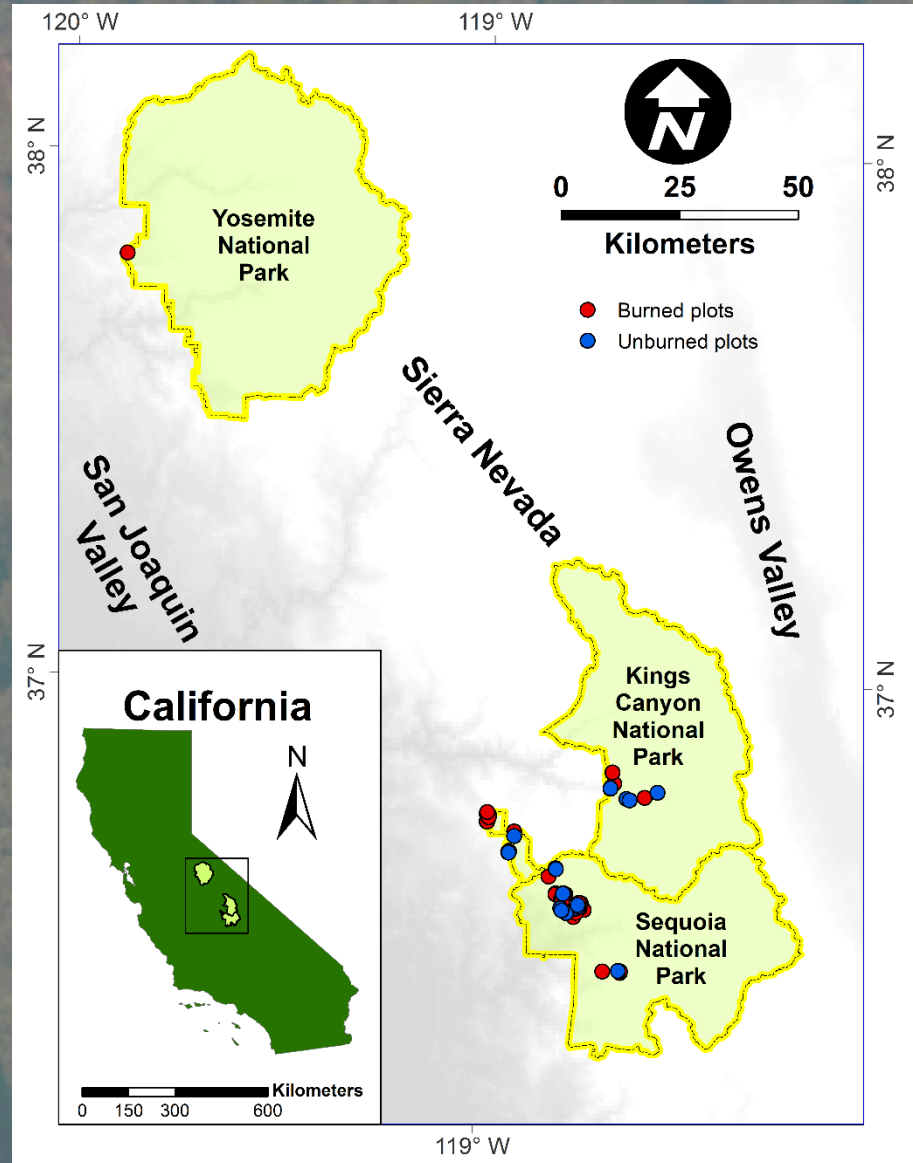 120° W
119° W
38° N
38° N
N
0 25 50
Kilometers
Yosemite
National
Park
Burned plots
Unburned plots
Sierra Nevada
Owens Valley
San Joaquin
Valley
37° N
37° N
Kings
Canyon
National
Park
Sequoia
National
Park
California
N
Kilometers
0 150 300 600
119° W